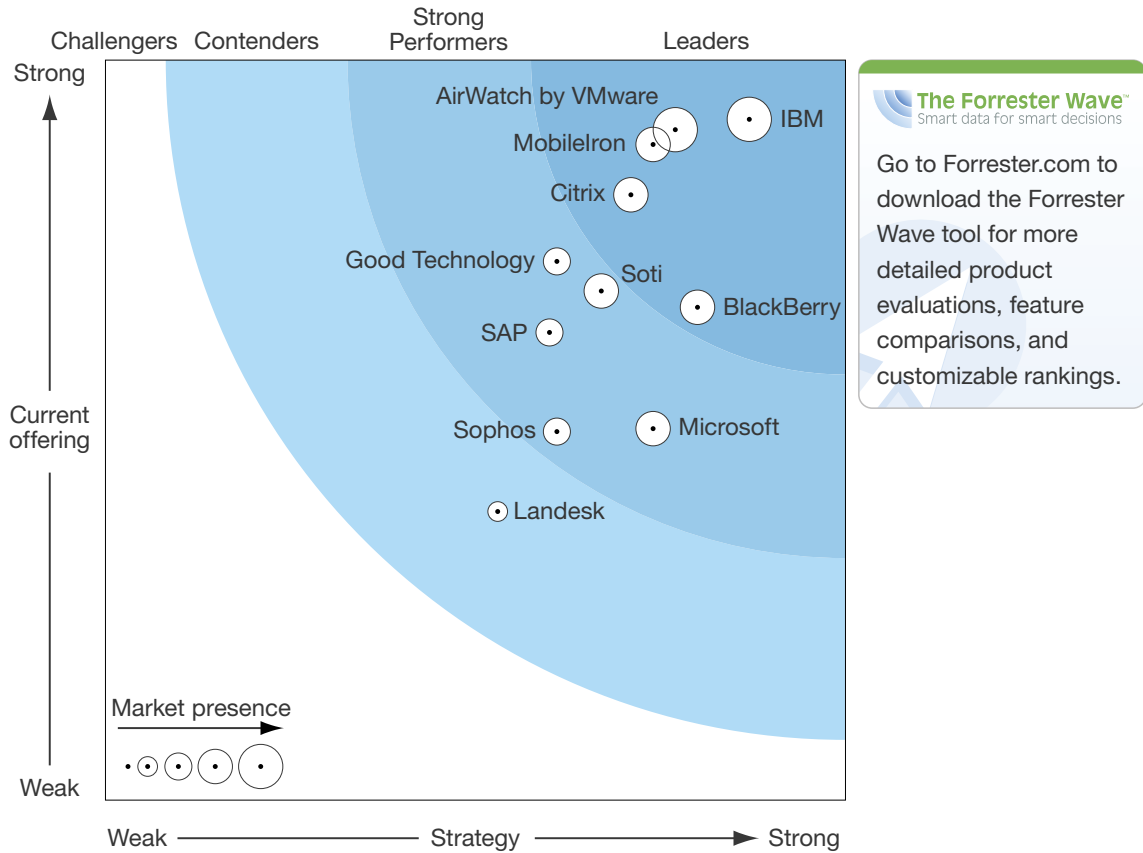 Strong
Performers
Challengers
Contenders
Leaders
Strong
AirWatch by VMware
IBM
MobileIron
Citrix
Good Technology
Soti
BlackBerry
SAP
Current
offering
Sophos
Microsoft
Landesk
Market presence
Weak
Weak
Strategy
Strong
The Forrester Wave™
Smart data for smart decisions
Go to Forrester.com to
download the Forrester
Wave tool for more
detailed product
evaluations, feature
comparisons, and
customizable rankings.